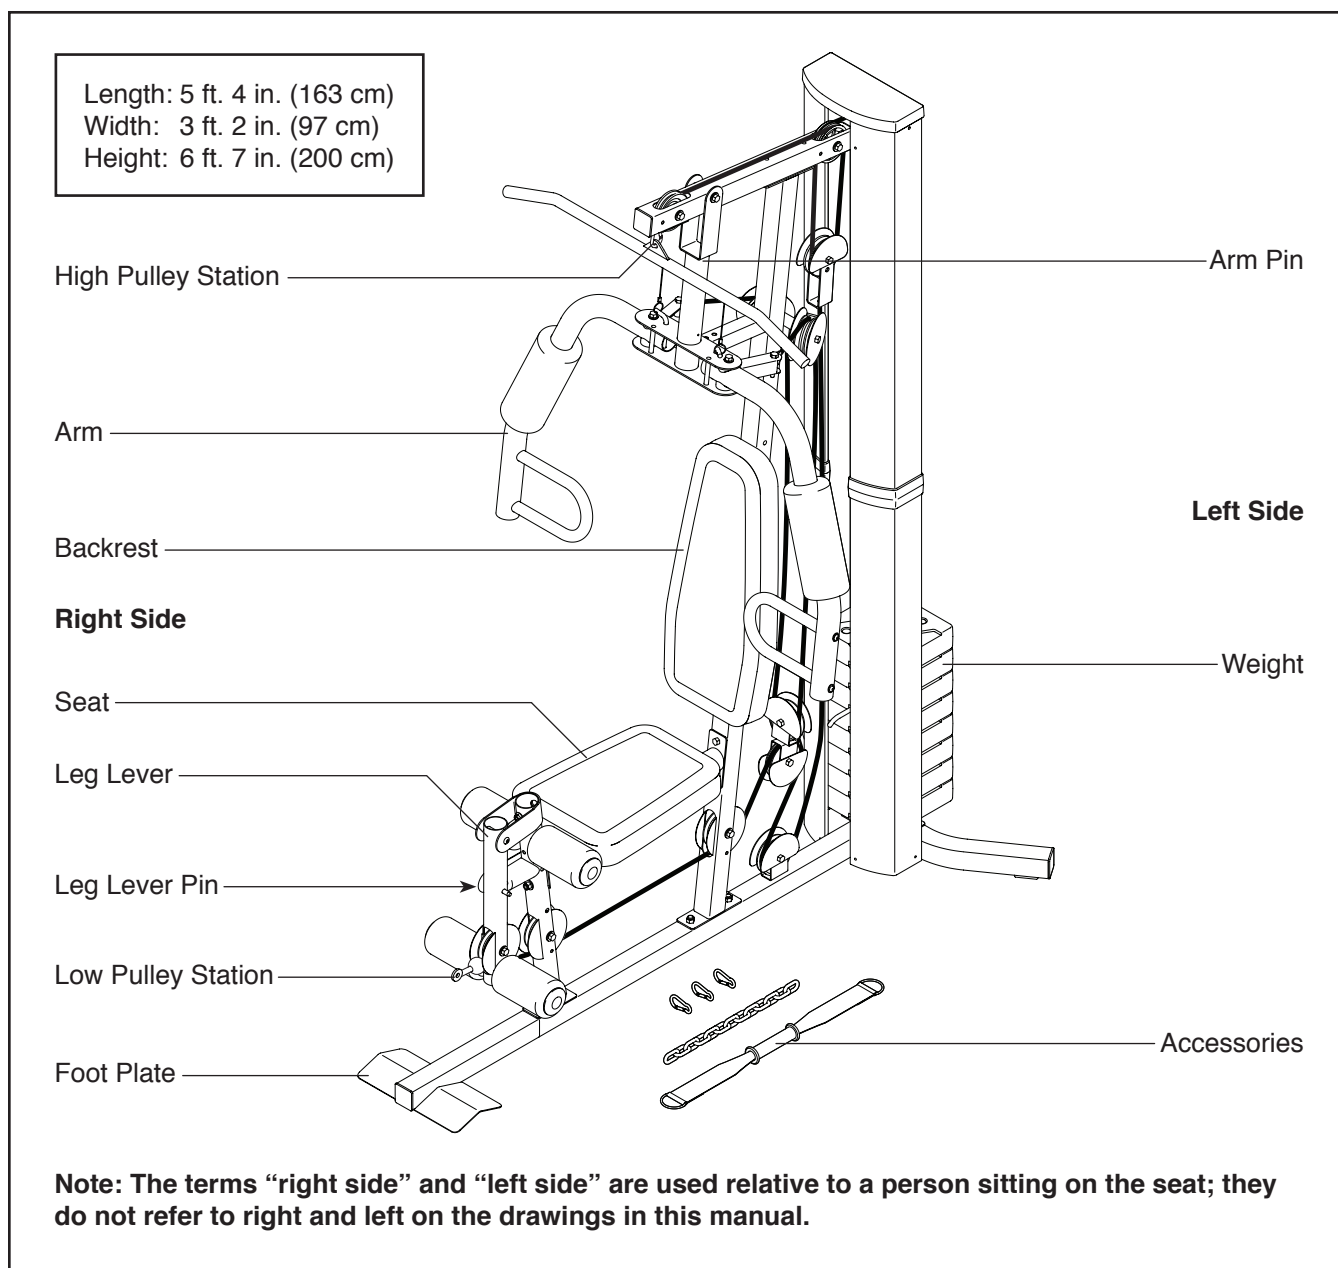 Length: 5 ft. 4 in. (163 cm)
Width: 3 ft. 2 in. (97 cm)
Height: 6 ft. 7 in. (200 cm)
High Pulley Station
Arm Pin
Arm
Left Side
Backrest
Right Side
Weight
Seat
Leg Lever
Leg Lever Pin
Low Pulley Station
Accessories
Foot Plate
Note: The terms “right side” and “left side” are used relative to a person sitting on the seat; they
do not refer to right and left on the drawings in this manual.